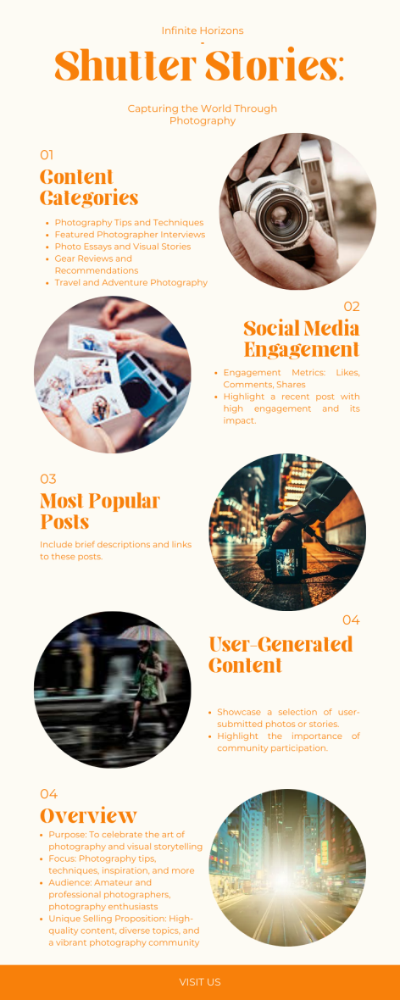 Infinite Horizons
-
Shutter Stories:
Capturing the World Through
Photography
01
Content
Categories
• Photography Tips and Techniques
• Featured Photographer Interviews
• Photo Essays and Visual Stories
• Gear Reviews and
Recommendations
• Travel and Adventure Photography
02
Social Media
Engagement
• Engagement Metrics: Likes,
Comments, Shares
• Highlight a recent post with
high engagement and its
impact.
03
Most Popular
Posts
Include brief descriptions and links
to these posts.
04
User-Generated
Content
• Showcase a selection of user-
submitted photos or stories.
• Highlight the importance of
community participation.
04
Overview
• Purpose: To celebrate the art of
photography and visual storytelling
• Focus: Photography tips,
techniques, inspiration, and more
• Audience: Amateur and
professional photographers,
photography enthusiasts
• Unique Selling Proposition: High-
quality content, diverse topics, and
a vibrant photography community
VISIT US